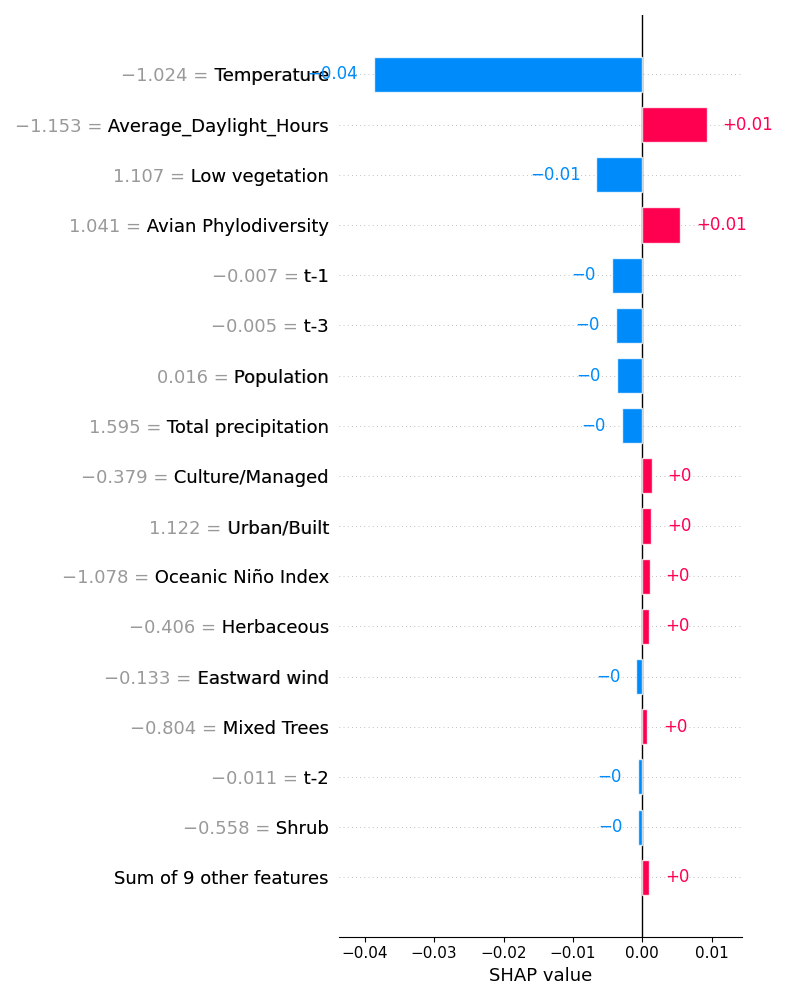 −1.024 = Temperature −0.04
−1.153 = Average_Daylight_Hours +0.01
1.107 = Low vegetation −0.01
1.041 = Avian Phylodiversity +0.01
−0.007 = t-1 −0
−0.005 = t-3 −0
0.016 = Population −0
1.595 = Total precipitation −0
−0.379 = Culture/Managed +0
1.122 = Urban/Built +0
−1.078 = Oceanic Niño Index +0
−0.406 = Herbaceous +0
−0.133 = Eastward wind −0
−0.804 = Mixed Trees +0
−0.011 = t-2 −0
−0.558 = Shrub −0
Sum of 9 other features +0
−0.04 −0.03 −0.02 −0.01 0.00 0.01
SHAP value